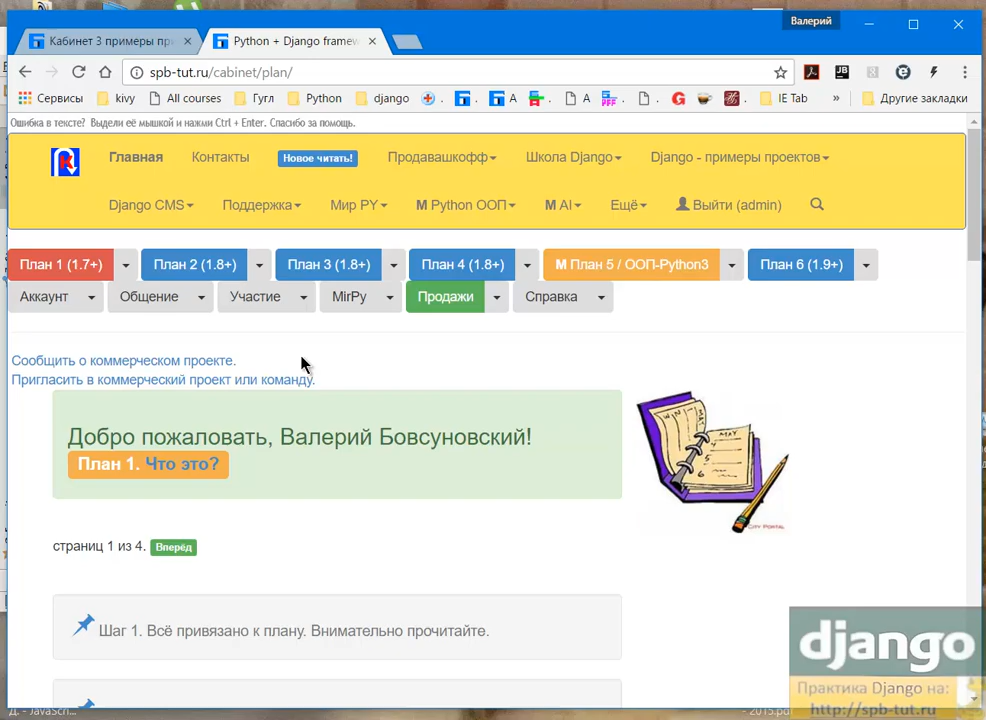 Валерий
Кабинет 3 примеры пр
Python + Django framew
spb-tut.ru/cabinet/plan/
Сервисы kivy All courses Гугл Python django А А IE Tab » Другие закладки
Ошибка в тексте? Выдели её мышкой и нажми Ctrl + Enter. Спасибо за помощь.
Главная Контакты Новое читать! Продавашкофф Школа Django Django - примеры проектов
Django CMS Поддержка Мир PY М Python ООП М AI Ещё Выйти (admin)
План 1 (1.7+) План 2 (1.8+) План 3 (1.8+) План 4 (1.8+) М План 5 / ООП-Python3 План 6 (1.9+)
Аккаунт Общение Участие MirPy Продажи Справка
Сообщить о коммерческом проекте.
Пригласить в коммерческий проект или команду.
Добро пожаловать, Валерий Бовсуновский!
План 1. Что это?
CITY PORTAL
страниц 1 из 4. Вперёд
Шаг 1. Всё привязано к плану. Внимательно прочитайте.
django
Практика Django на:
http://spb-tut.ru